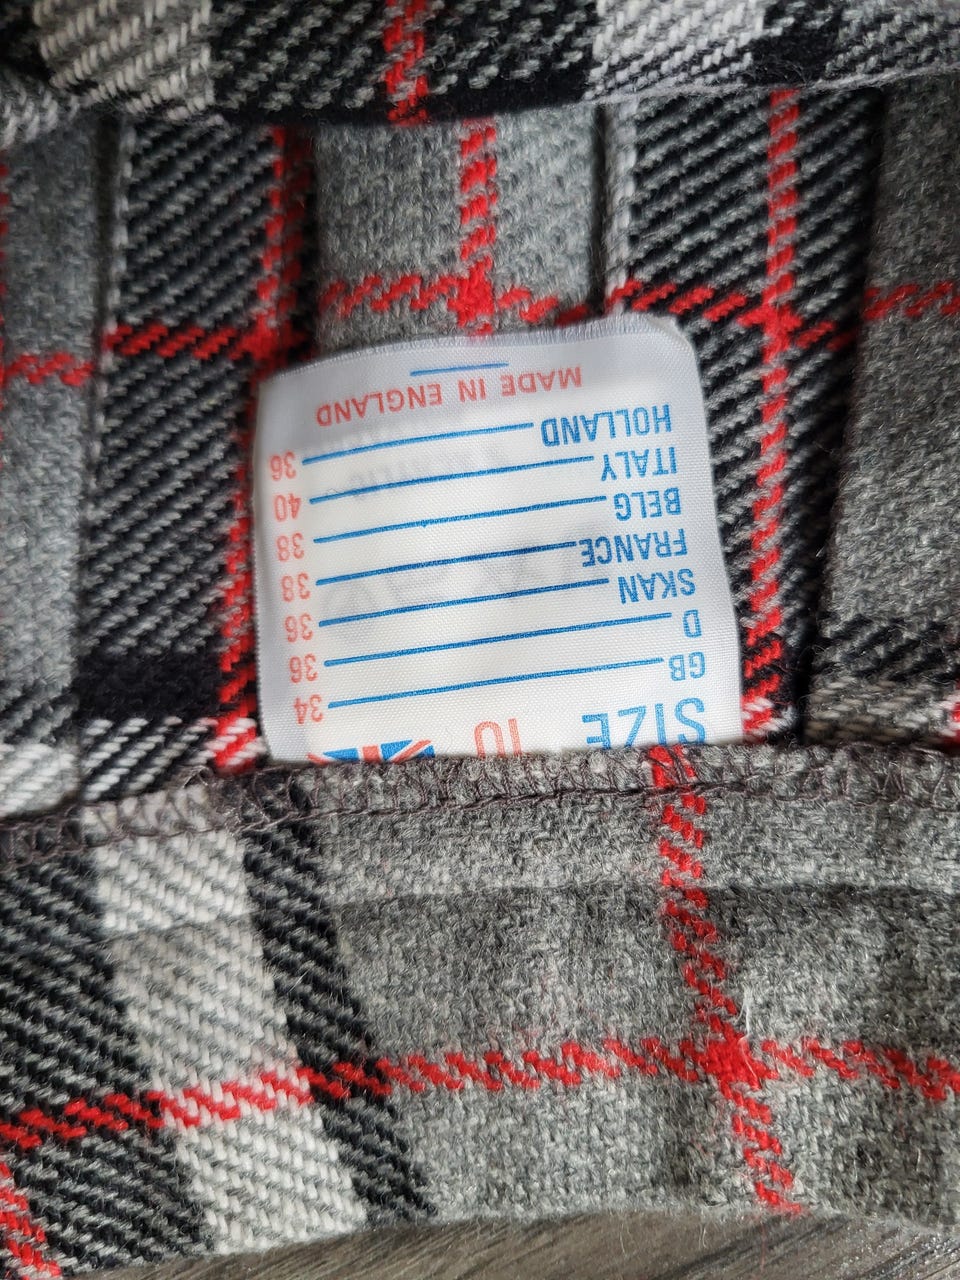 SIZE 10
GB 34
D 36
SKAN 36
FRANCE 38
BELG 38
ITALY 40
HOLLAND 36
MADE IN ENGLAND